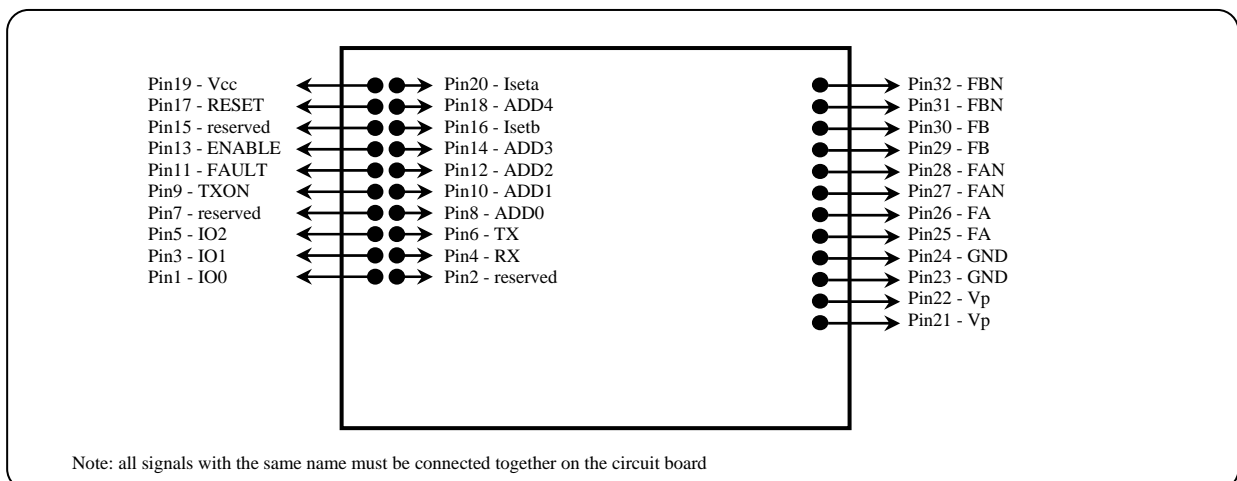 Pin19 - Vcc Pin20 - Iseta Pin32 - FBN
Pin17 - RESET Pin18 - ADD4 Pin31 - FBN
Pin15 - reserved Pin16 - Isetb Pin30 - FB
Pin13 - ENABLE Pin14 - ADD3 Pin29 - FB
Pin11 - FAULT Pin12 - ADD2 Pin28 - FAN
Pin9 - TXON Pin10 - ADD1 Pin27 - FAN
Pin7 - reserved Pin8 - ADD0 Pin26 - FA
Pin5 - IO2 Pin6 - TX Pin25 - FA
Pin3 - IO1 Pin4 - RX Pin24 - GND
Pin1 - IO0 Pin2 - reserved Pin23 - GND
Pin22 - Vp
Pin21 - Vp
Note: all signals with the same name must be connected together on the circuit board